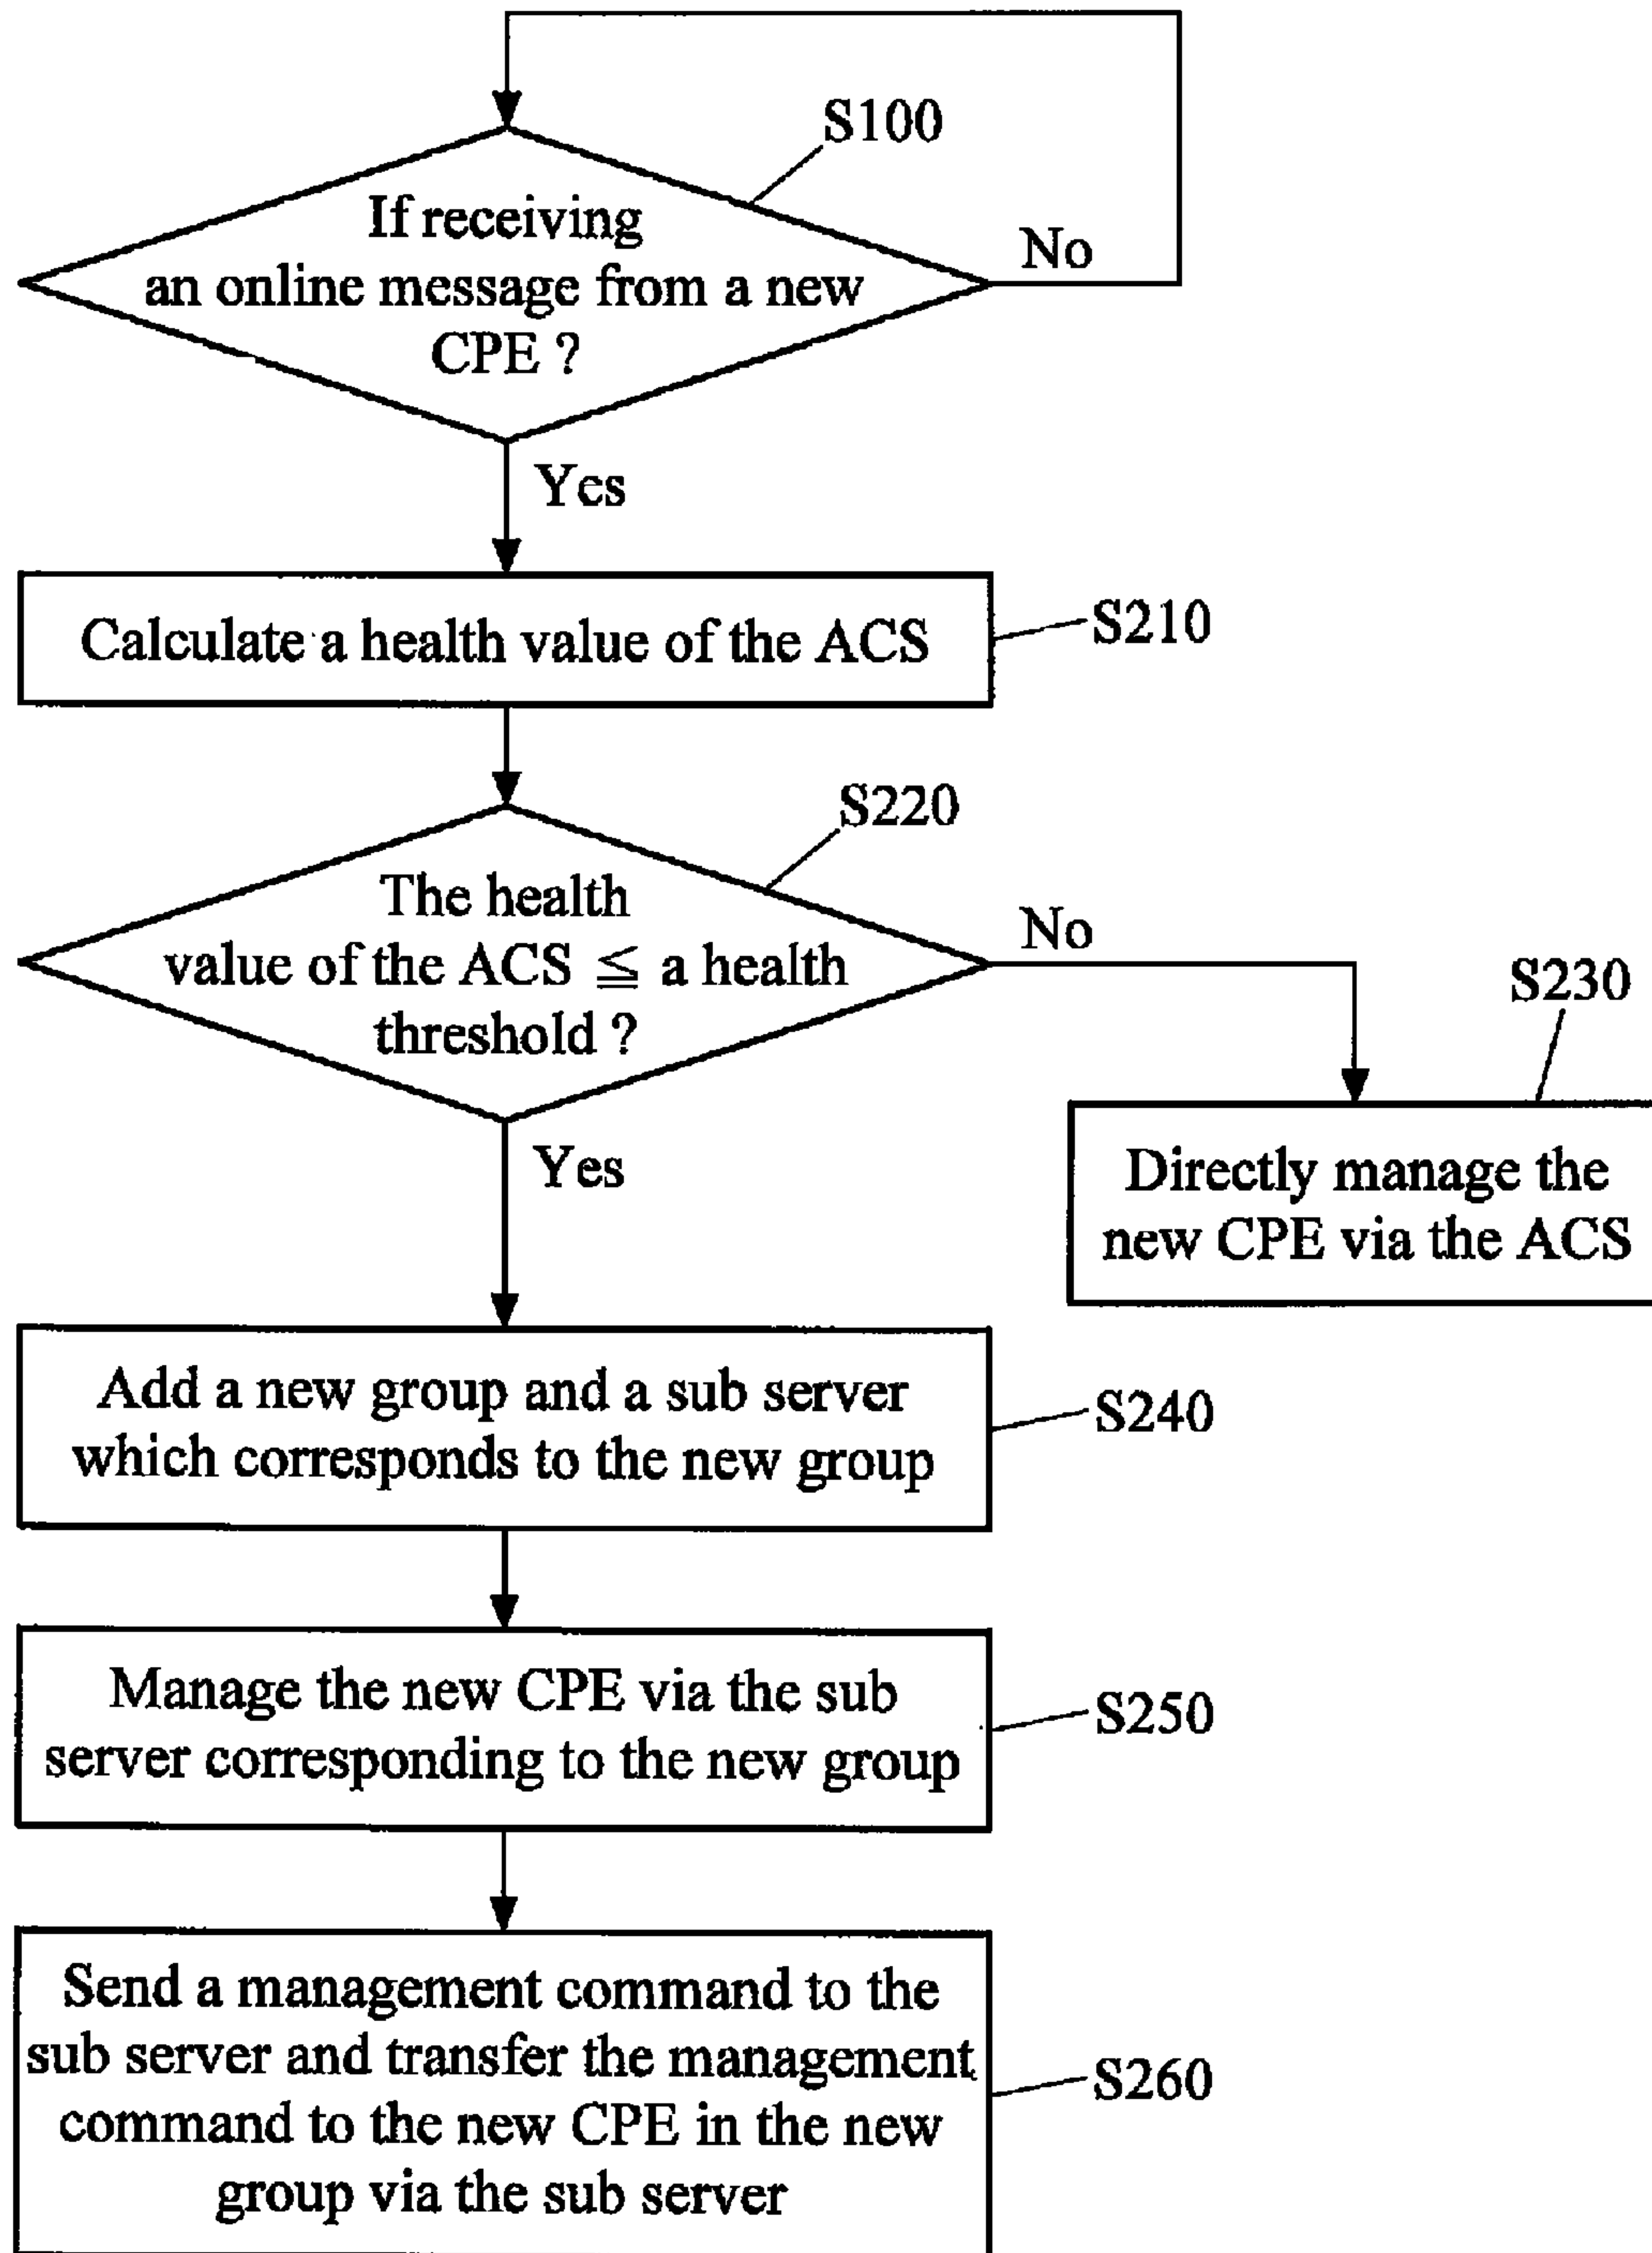 S100
If receiving
an online message from a new
CPE ?
No
Yes
Calculate a health value of the ACS
S210
S220
The health
value of the ACS ≦ a health
threshold ?
No
S230
Yes
Directly manage the
new CPE via the ACS
Add a new group and a sub server
which corresponds to the new group
S240
Manage the new CPE via the sub
server corresponding to the new group
S250
Send a management command to the
sub server and transfer the management
command to the new CPE in the new
group via the sub server
S260